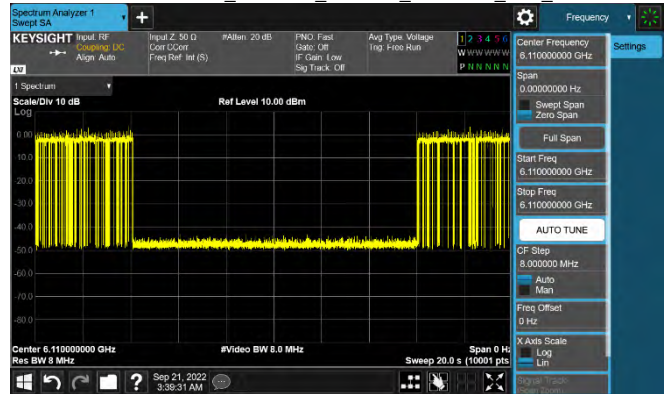 Spectrum Analyzer 1
Swept SA
Frequency
KEYSIGHT
Input: RF
Coupling: DC
Align: Auto
Input Z: 50 Ω
Corr CCorr
Freq Ref: Int (S)
#Atten: 20 dB
PNO: Fast
Gate: Off
IF Gain: Low
Sig Track: Off
Avg Type: Voltage
Trig: Free Run
1 2 3 4 5 6
W W W W W W
P N N N N N
LXI
1 Spectrum
Scale/Div 10 dB
Ref Level 10.00 dBm
Log
0.00
-10.0
-20.0
-30.0
-40.0
-50.0
-60.0
-70.0
-80.0
Center 6.110000000 GHz
Res BW 8 MHz
#Video BW 8.0 MHz
Span 0 Hz
Sweep 20.0 s (10001 pts
Sep 21, 2022
3:39:31 AM
Center Frequency
6.110000000 GHz
Settings
Span
0.00000000 Hz
Swept Span
Zero Span
Full Span
Start Freq
6.110000000 GHz
Stop Freq
6.110000000 GHz
AUTO TUNE
CF Step
8.000000 MHz
Auto
Man
Freq Offset
0 Hz
X Axis Scale
Log
Lin
Signal Track